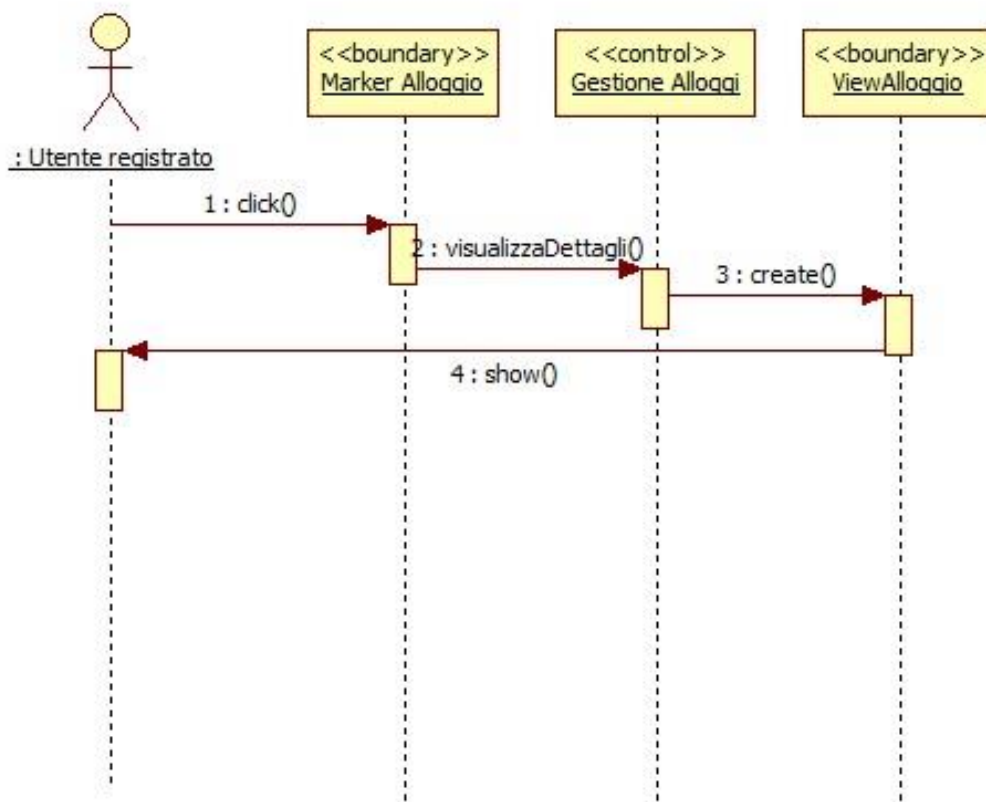 <<boundary>>
Marker Alloggio
<<control>>
Gestione Alloggi
<<boundary>>
ViewAlloggio
: Utente registrato
1 : click()
2 : visualizzaDettagli()
3 : create()
4 : show()